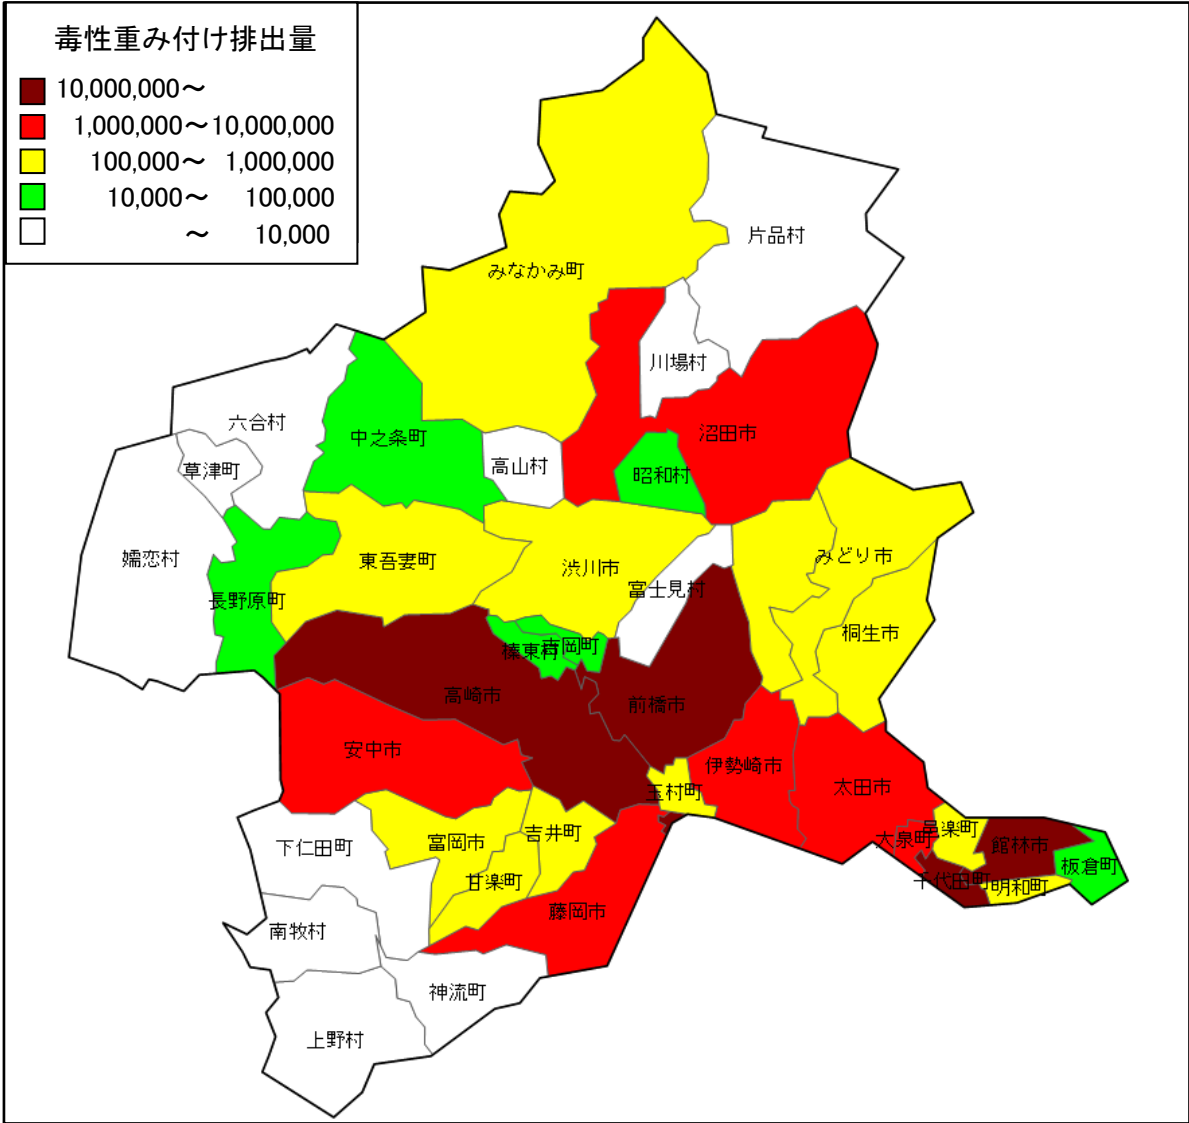 毒性重み付け排出量
10,000,000～
1,000,000～10,000,000
100,000～ 1,000,000
10,000～ 100,000
～ 10,000
片品村
みなかみ町
川場村
六合村
中之条町
沼田市
高山村
草津町
昭和村
嬬恋村
東吾妻町
渋川市
みどり市
富士見村
長野原町
桐生市
吉岡町
榛東村
高崎市
前橋市
安中市
伊勢崎市
玉村町
太田市
下仁田町
富岡市
吉井町
大泉町
邑楽町
館林市
板倉町
甘楽町
千代田町
明和町
藤岡市
南牧村
神流町
上野村